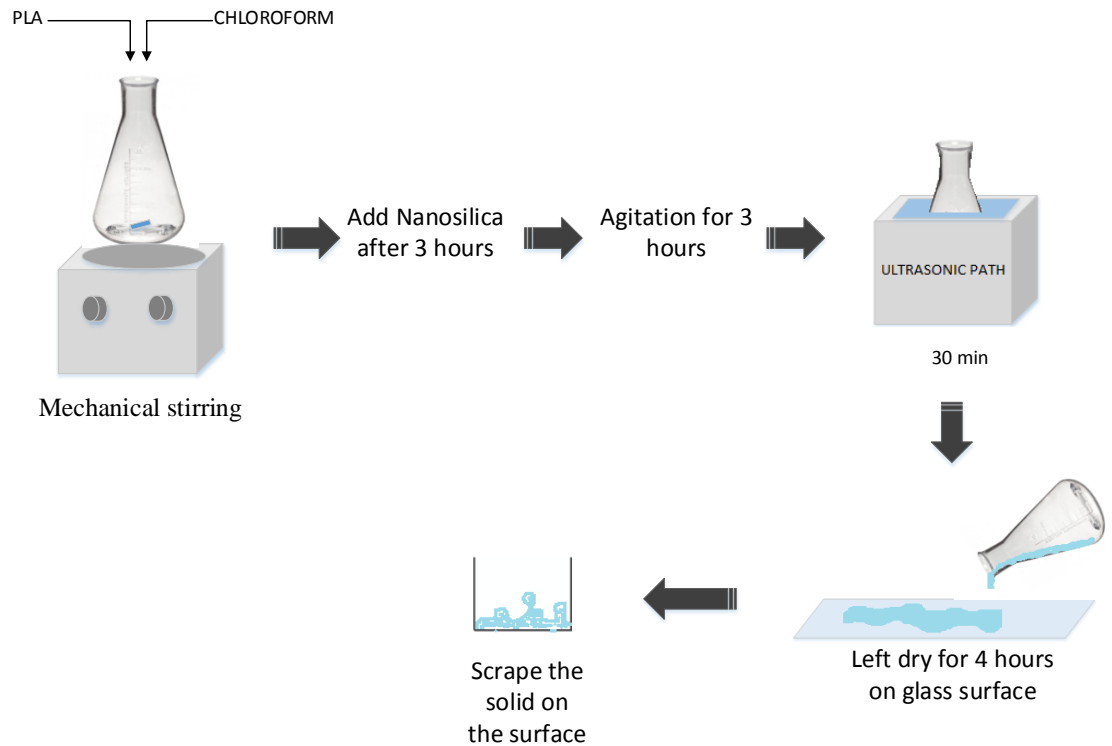 PLA
CHLOROFORM
Mechanical stirring
Add Nanosilica
after 3 hours
Agitation for 3
hours
ULTRASONIC PATH
30 min
Left dry for 4 hours
on glass surface
Scrape the
solid on
the surface